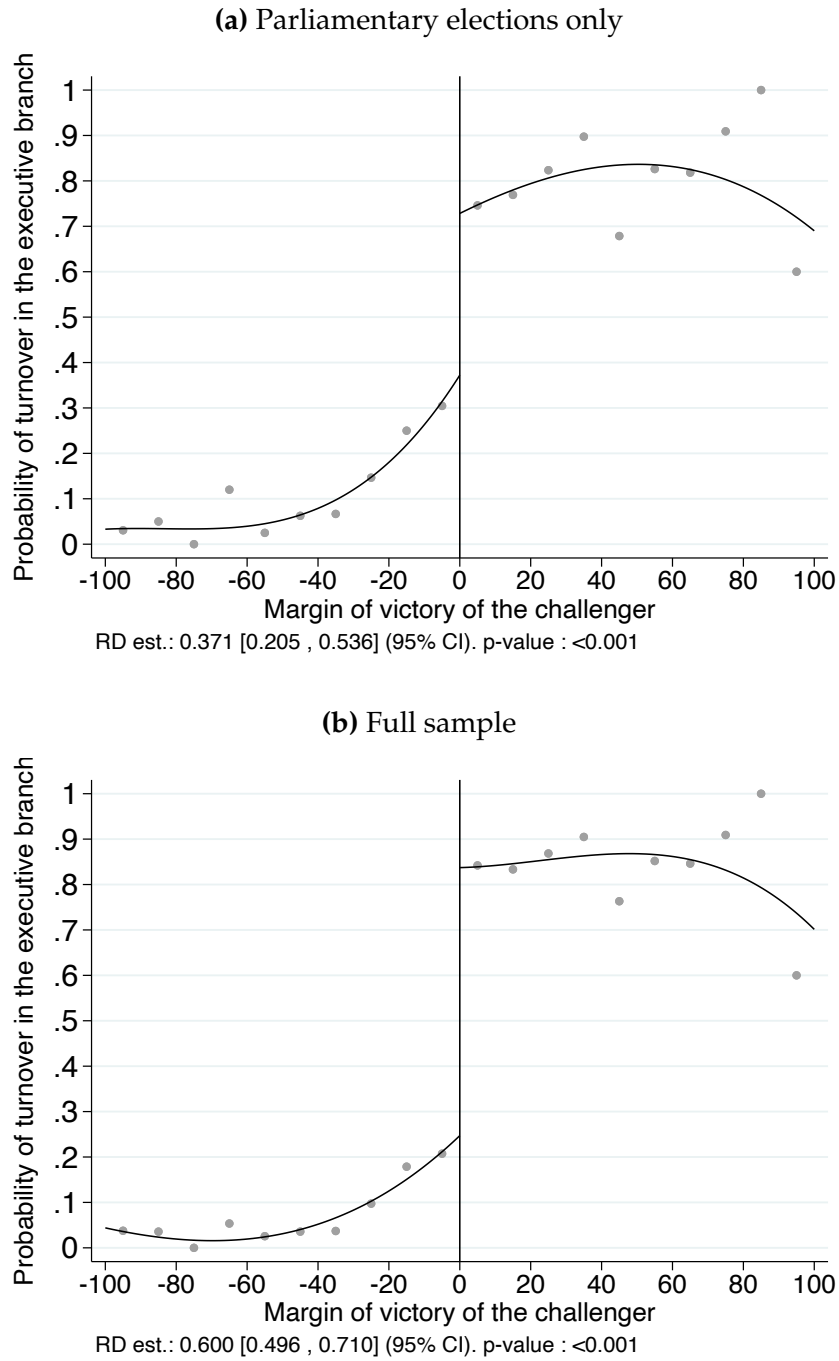 (a) Parliamentary elections only
Probability of turnover in the executive branch
1
.9
.8
.7
.6
.5
.4
.3
.2
.1
0
-100 -80 -60 -40 -20 0 20 40 60 80 100
Margin of victory of the challenger
RD est.: 0.371 [0.205 , 0.536] (95% CI). p-value : <0.001
(b) Full sample
Probability of turnover in the executive branch
1
.9
.8
.7
.6
.5
.4
.3
.2
.1
0
-100 -80 -60 -40 -20 0 20 40 60 80 100
Margin of victory of the challenger
RD est.: 0.600 [0.496 , 0.710] (95% CI). p-value : <0.001